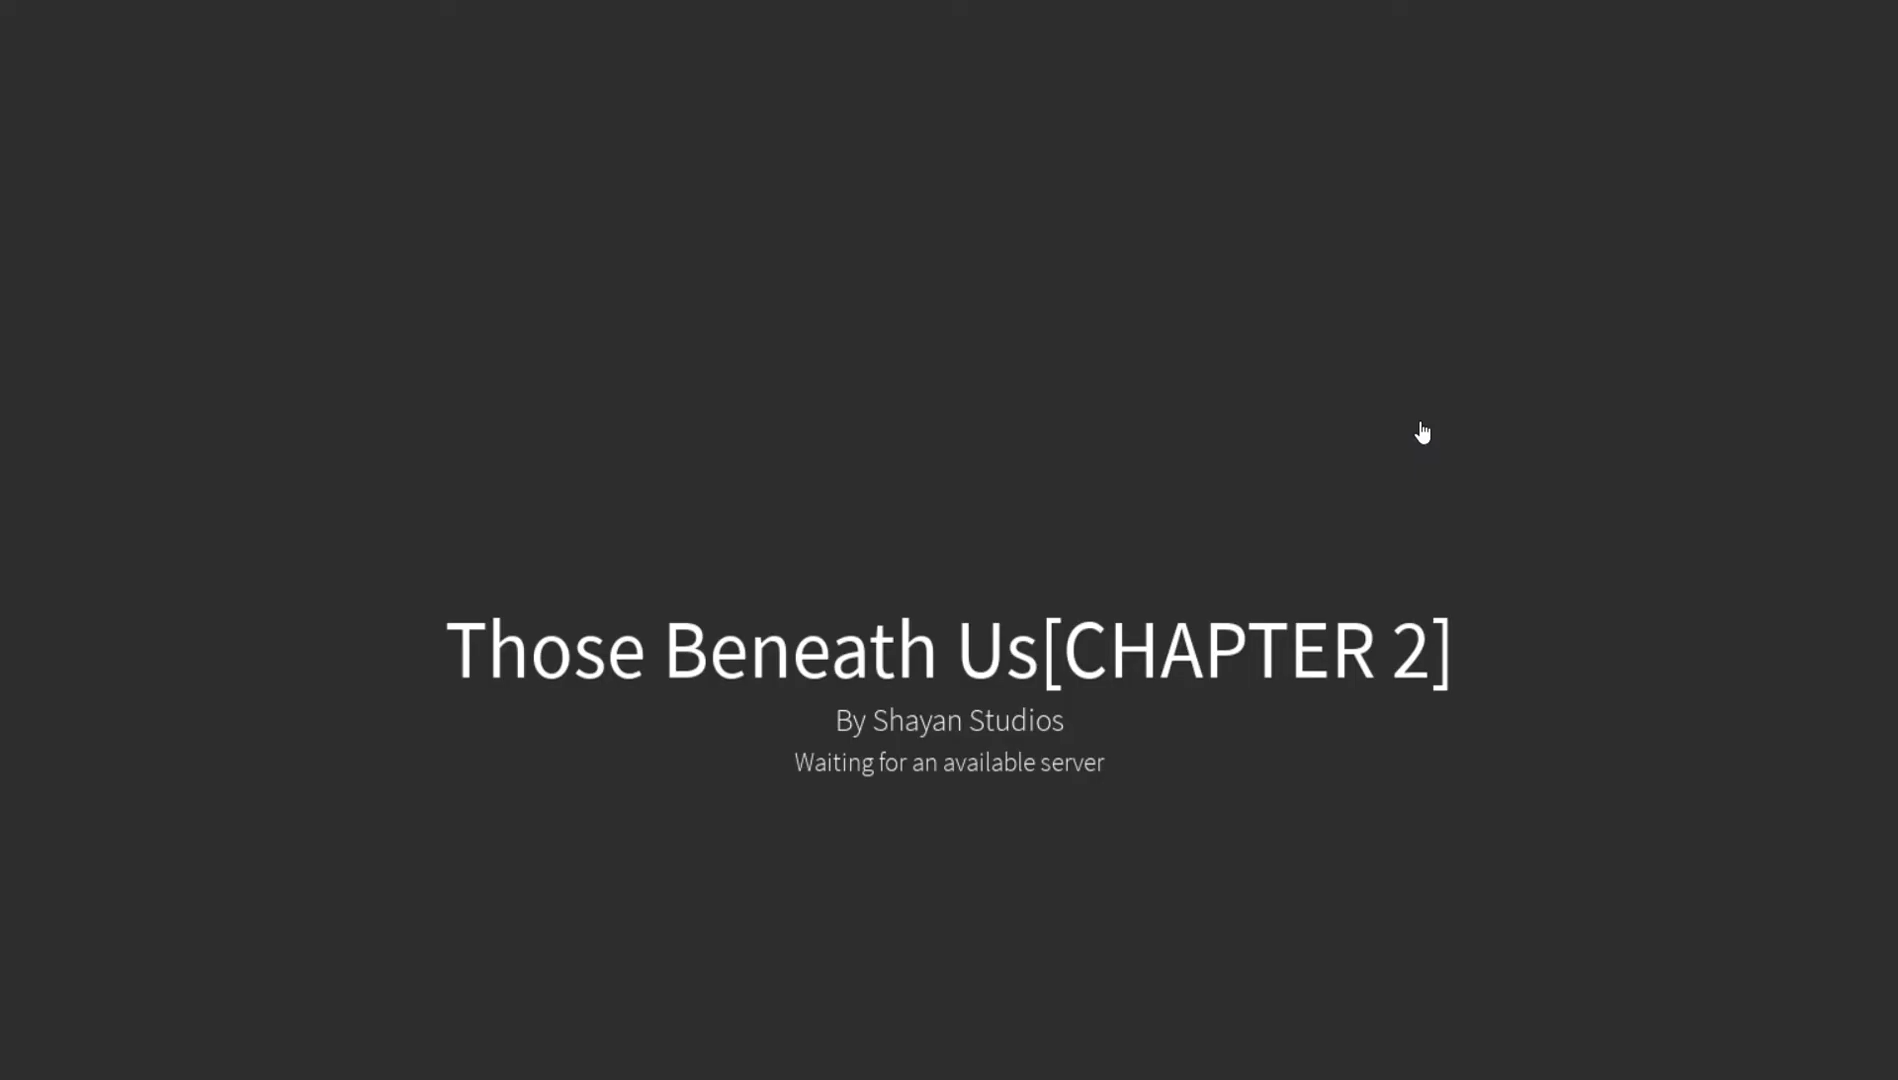 Those Beneath Us[CHAPTER 2]
By Shayan Studios
Waiting for an available server